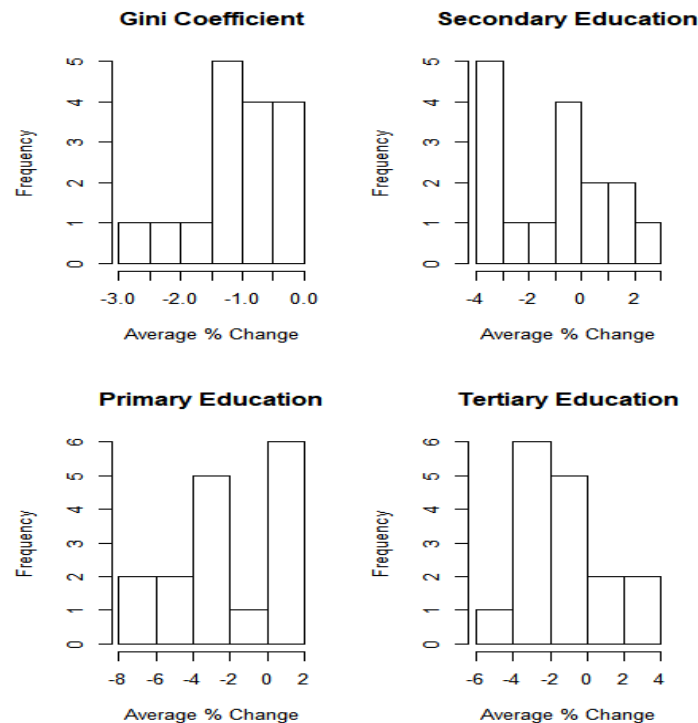 Gini Coefficient
Frequency
0 1 2 3 4 5
-3.0 -2.0 -1.0 0.0
Average % Change
Secondary Education
Frequency
0 1 2 3 4 5
-4 -2 0 2
Average % Change
Primary Education
Frequency
0 1 2 3 4 5 6
-8 -6 -4 -2 0 2
Average % Change
Tertiary Education
Frequency
0 1 2 3 4 5 6
-6 -4 -2 0 2 4
Average % Change